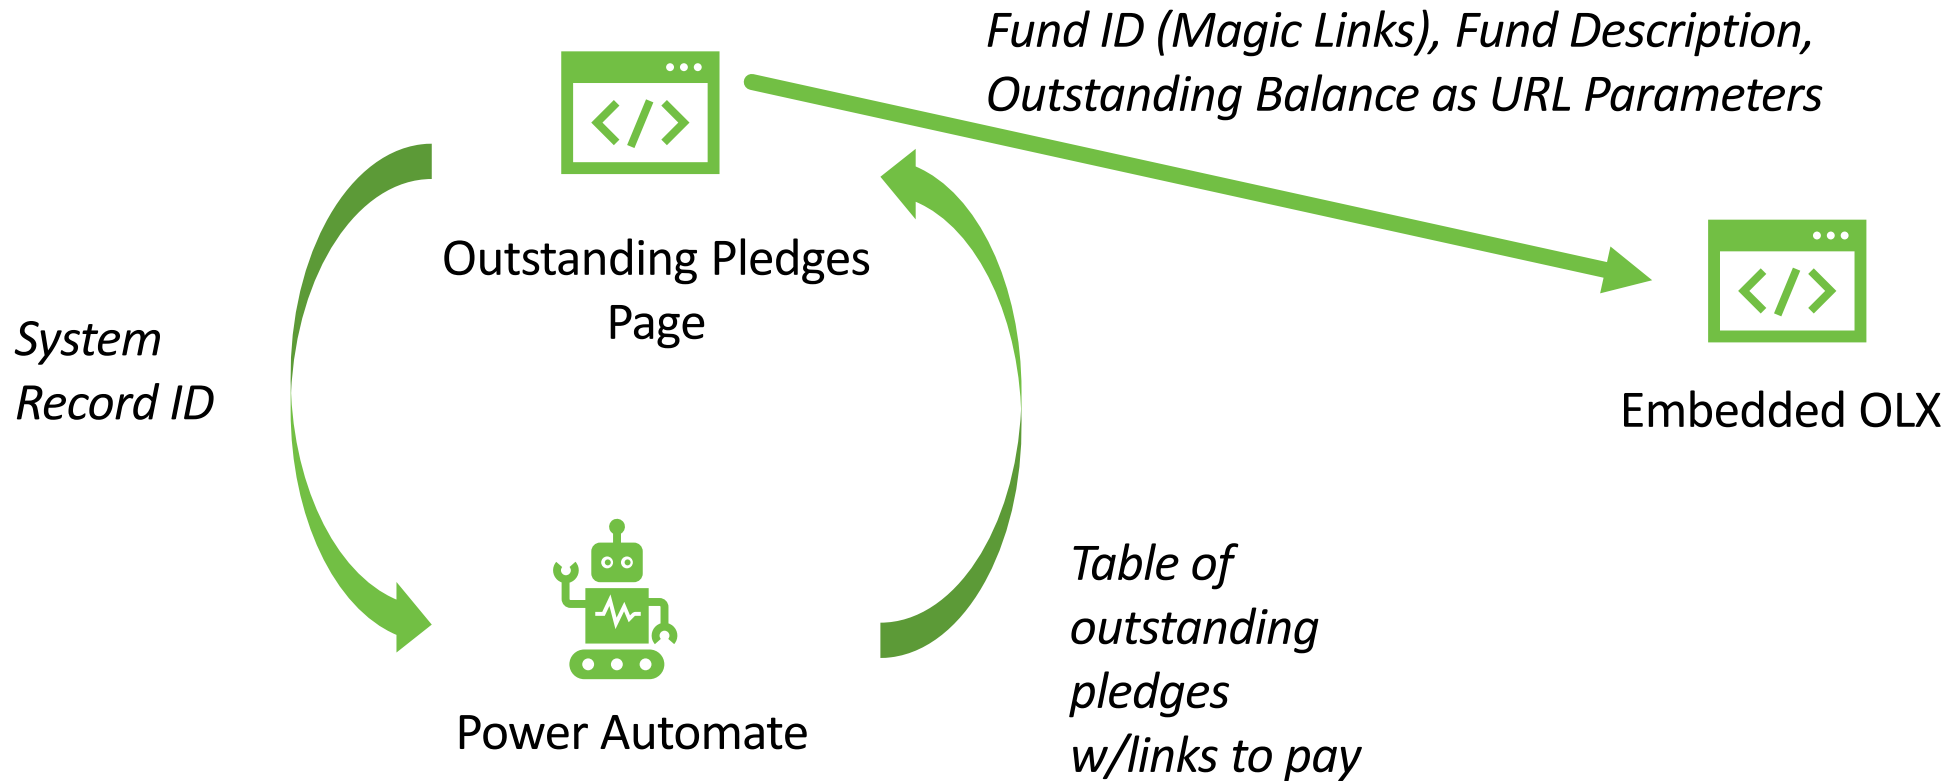 Fund ID (Magic Links), Fund Description,
Outstanding Balance as URL Parameters
Outstanding Pledges
Page
System
Record ID
Embedded OLX
Table of
outstanding
pledges
w/links to pay
Power Automate